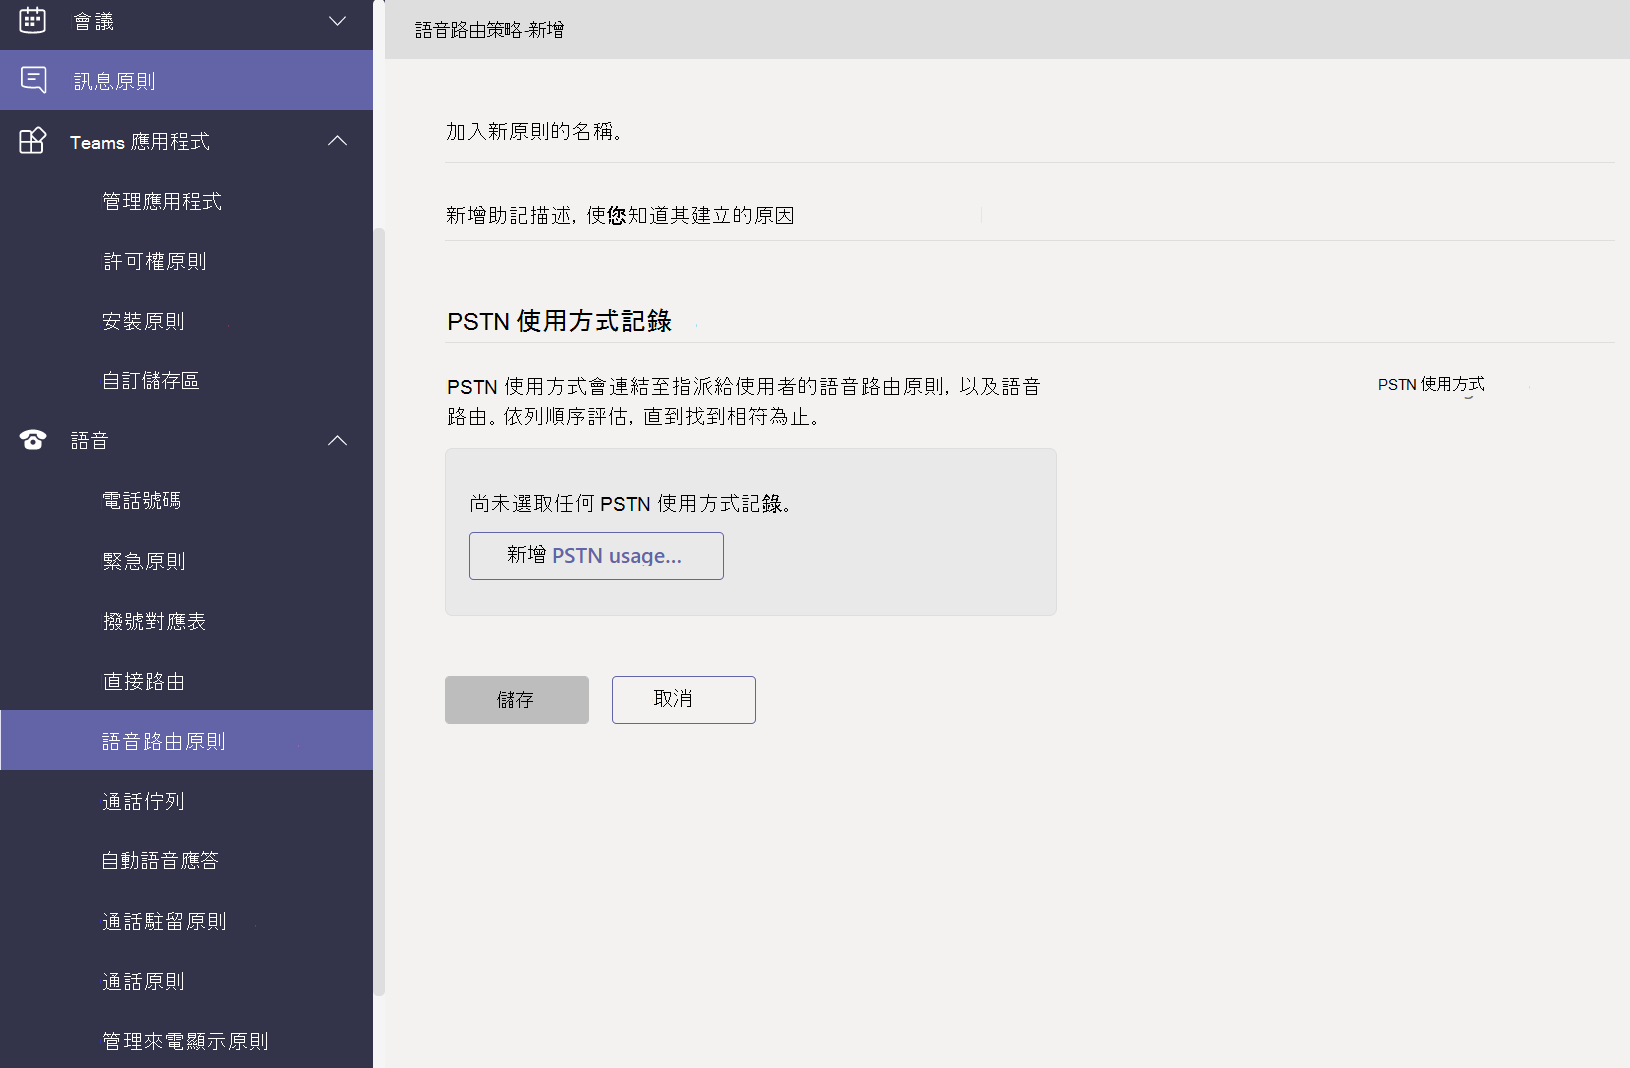 會議
訊息原則
Teams 應用程式
管理應用程式
許可權原則
安裝原則
自訂儲存區
語音
電話號碼
緊急原則
撥號對應表
直接路由
語音路由原則
通話佇列
自動語音應答
通話駐留原則
通話原則
管理來電顯示原則
語音路由策略-新增
加入新原則的名稱。
新增助記描述, 使您知道其建立的原因
PSTN 使用方式記錄
PSTN 使用方式會連結至指派給使用者的語音路由原則, 以及語音
路由。依列順序評估, 直到找到相符為止。
PSTN 使用方式
尚未選取任何 PSTN 使用方式記錄。
新增 PSTN usage...
儲存
取消